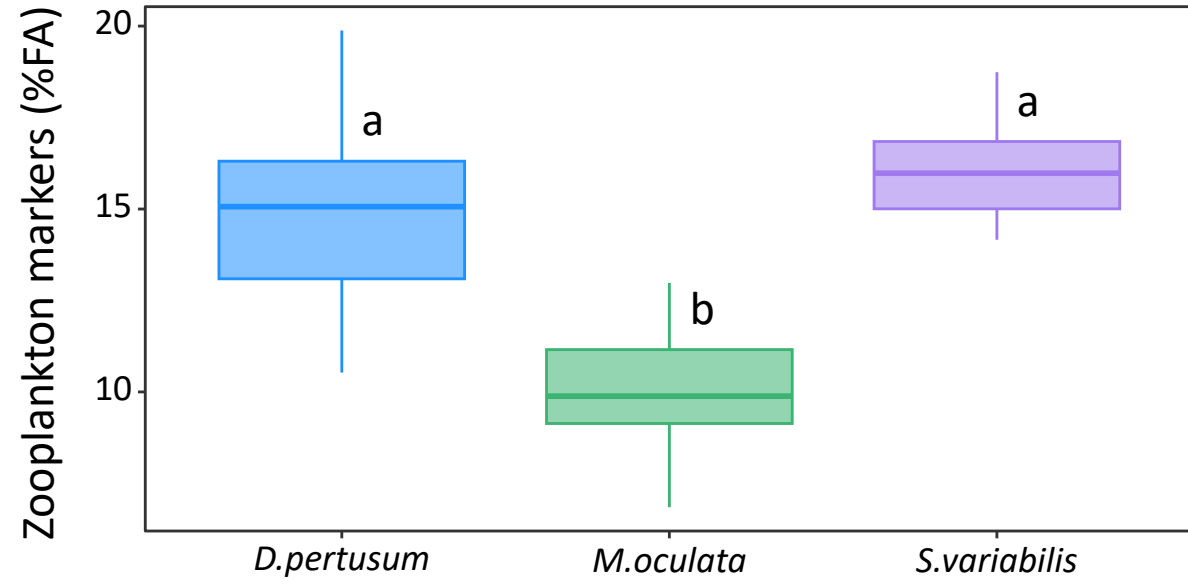 Zooplankton markers (%FA)
20
15
10
a
b
a
D.pertusum
M.oculata
S.variabilis